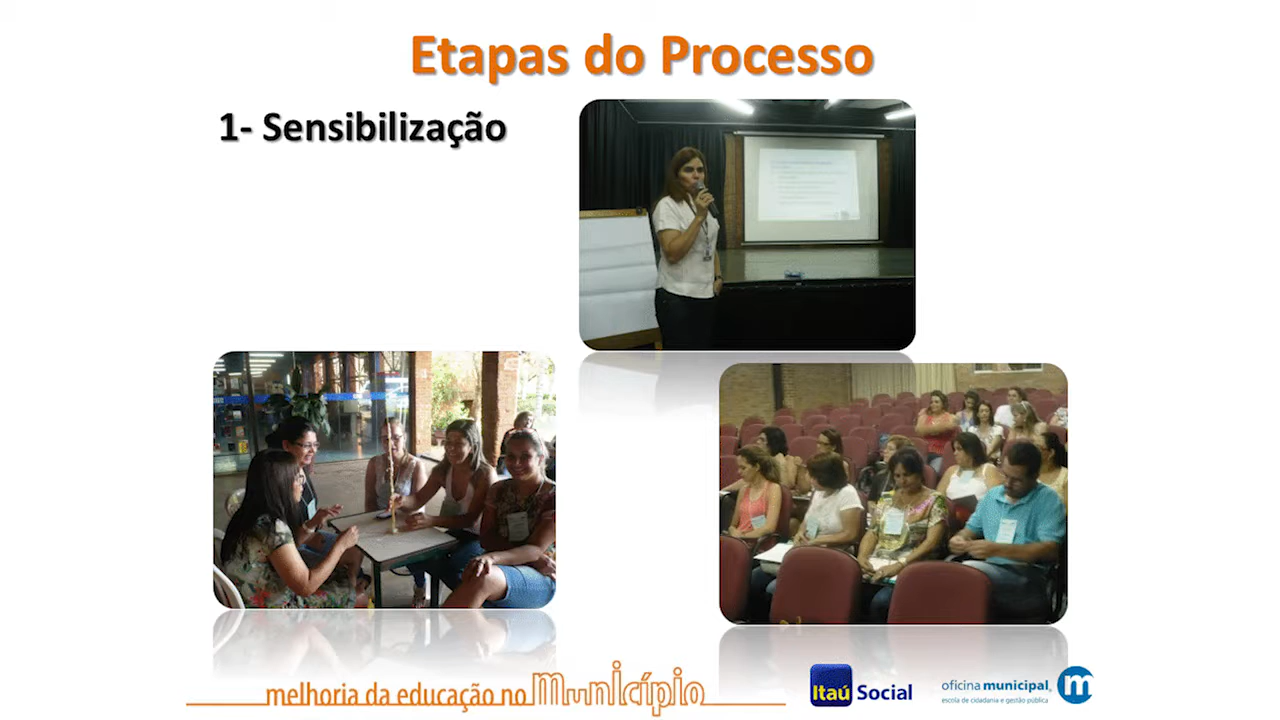 Etapas do Processo
1- Sensibilização
melhoria da educação no município
Itaú Social
oficina municipal
escola de cidadania e gestão pública
m